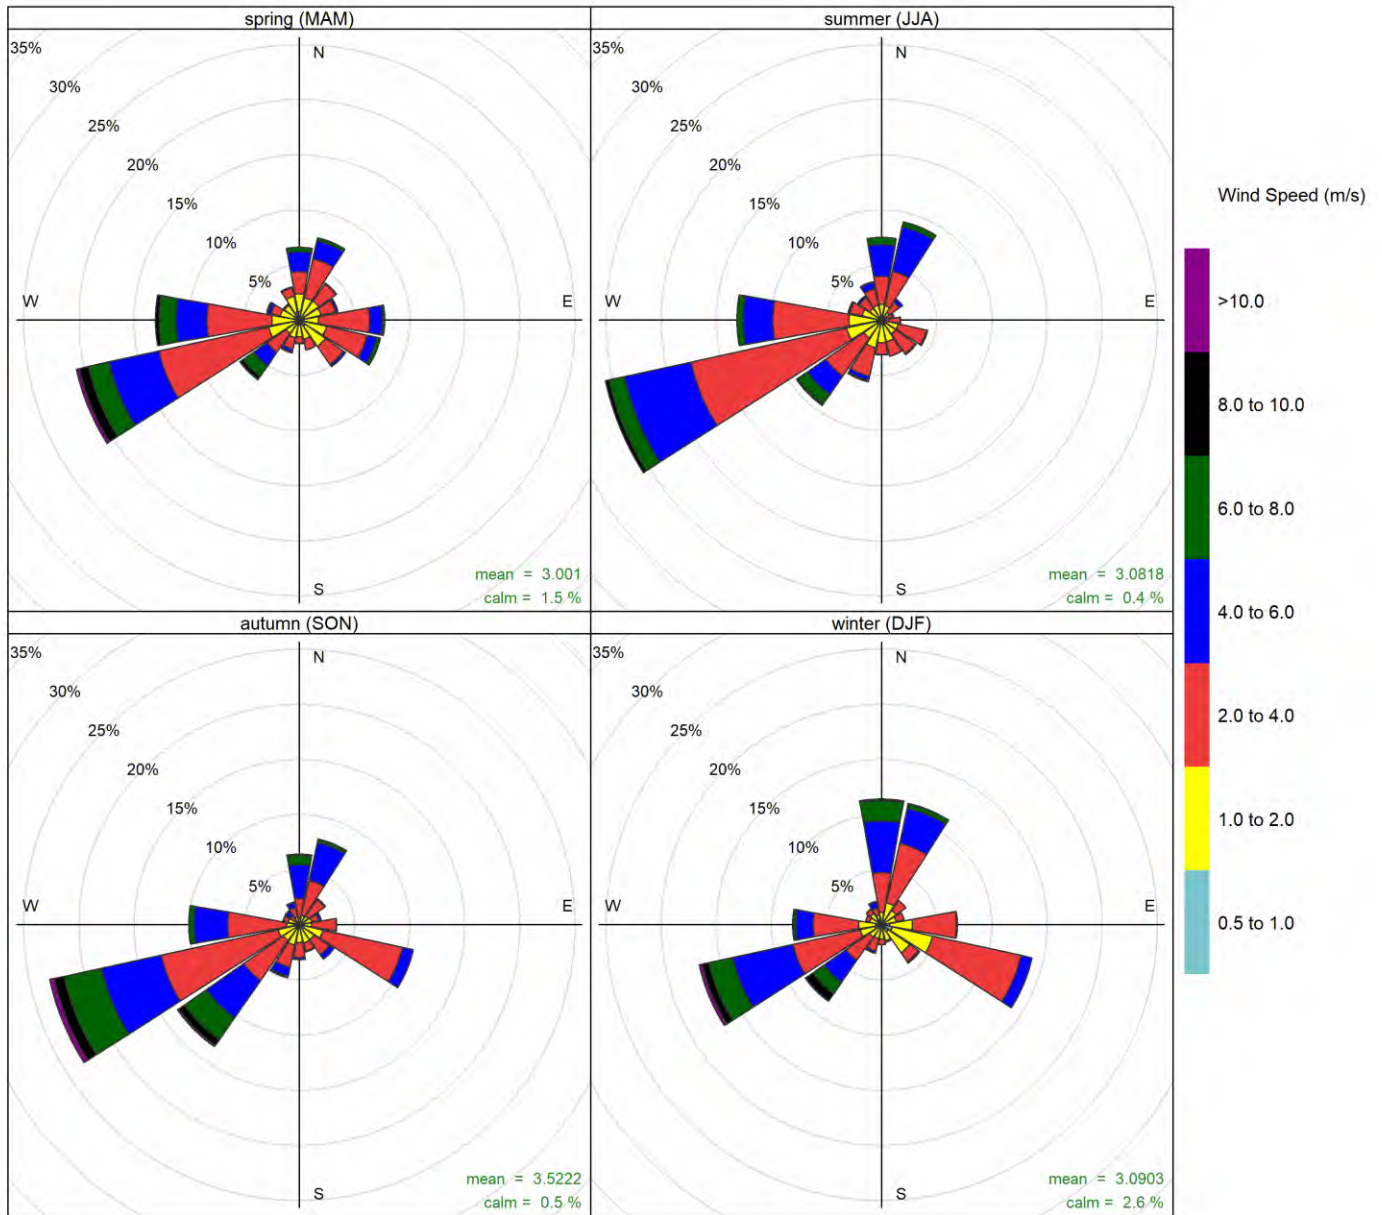 spring (MAM)
35%
30%
25%
20%
15%
10%
5%
N
W
E
S
mean = 3.001
calm = 1.5 %
summer (JJA)
35%
30%
25%
20%
15%
10%
5%
N
W
E
S
mean = 3.0818
calm = 0.4 %
autumn (SON)
35%
30%
25%
20%
15%
10%
5%
N
W
E
S
mean = 3.5222
calm = 0.5 %
winter (DJF)
35%
30%
25%
20%
15%
10%
5%
N
W
E
S
mean = 3.0903
calm = 2.6 %
Wind Speed (m/s)
>10.0
8.0 to 10.0
6.0 to 8.0
4.0 to 6.0
2.0 to 4.0
1.0 to 2.0
0.5 to 1.0